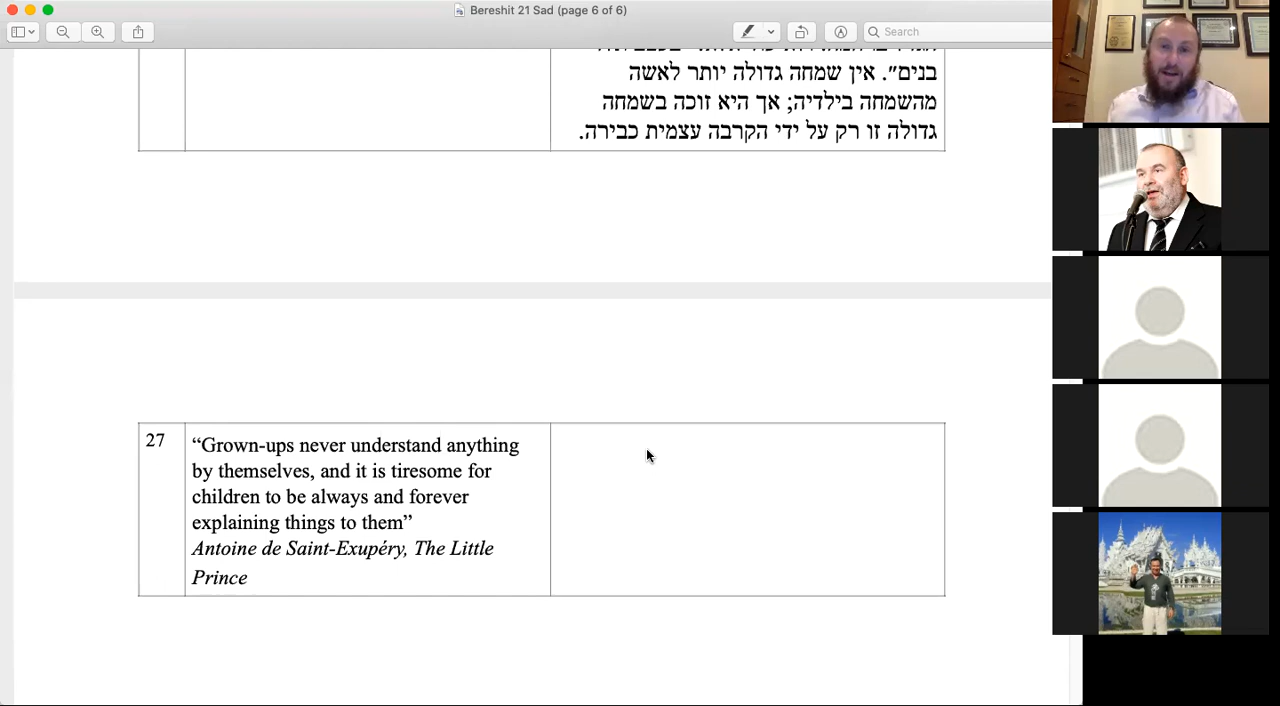 Bereshit 21 Sad (page 6 of 6)
Search
בנים״. אין שמחה גדולה יותר לאשה
מהשמחה בילדיה; אך היא זוכה בשמחה
גדולה זו רק על ידי הקרבה עצמית כבירה.
27
“Grown-ups never understand anything
by themselves, and it is tiresome for
children to be always and forever
explaining things to them”
Antoine de Saint-Exupéry, The Little
Prince